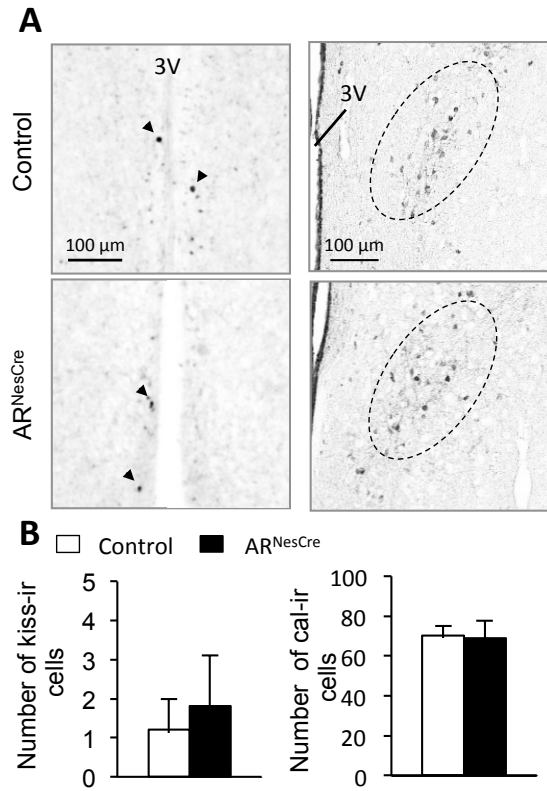 A
3V
3V
Control
100 µm
100 µm
AR^NesCre
B
Control
AR^NesCre
Number of kiss-ir
cells
5
4
3
2
1
0
Number of cal-ir
cells
100
80
60
40
20
0